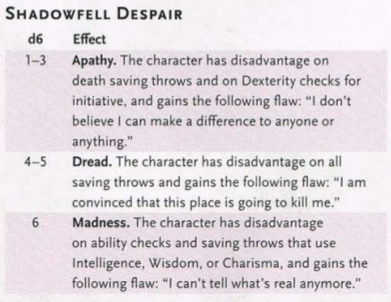 SHADOWFELL DESPAIR
d6 Effect
1–3 Apathy. The character has disadvantage on
death saving throws and on Dexterity checks for
initiative, and gains the following flaw: “I don’t
believe I can make a difference to anyone or
anything.”
4–5 Dread. The character has disadvantage on all
saving throws and gains the following flaw: “I am
convinced that this place is going to kill me.”
6 Madness. The character has disadvantage
on ability checks and saving throws that use
Intelligence, Wisdom, or Charisma, and gains the
following flaw: “I can’t tell what’s real anymore.”